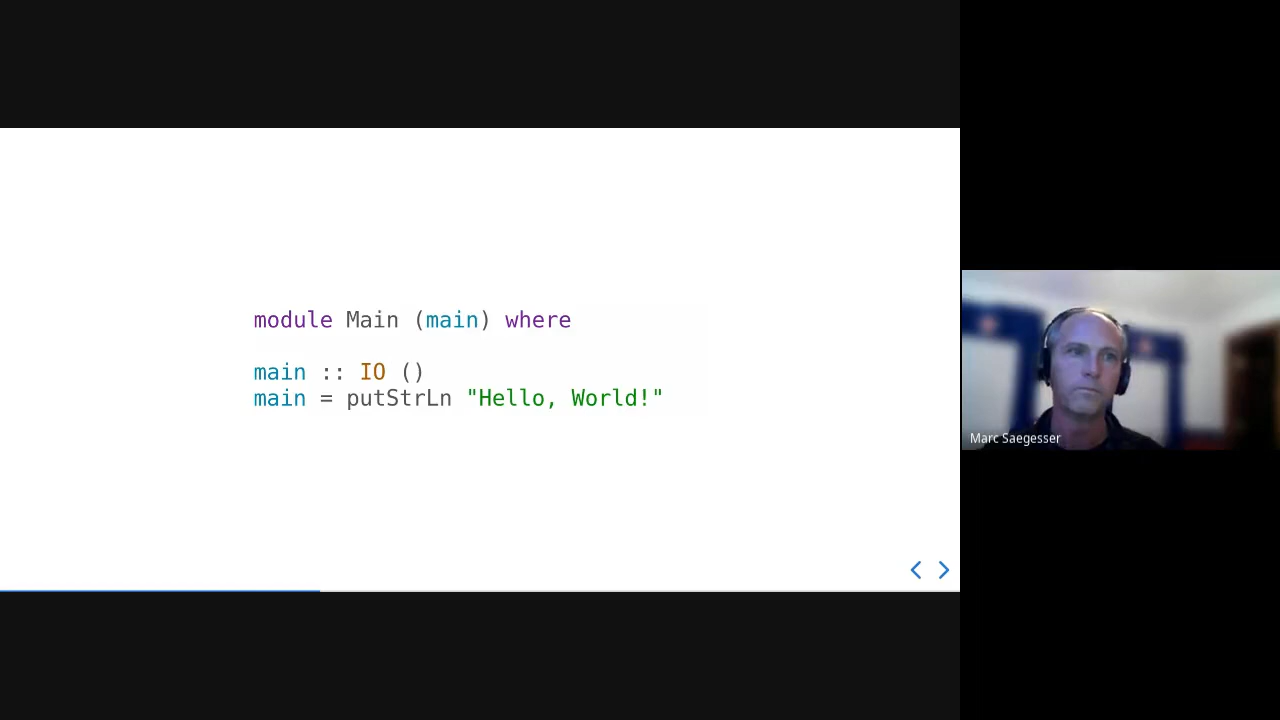 module Main (main) where
main :: IO ()
main = putStrLn "Hello, World!"
Marc Saegesser